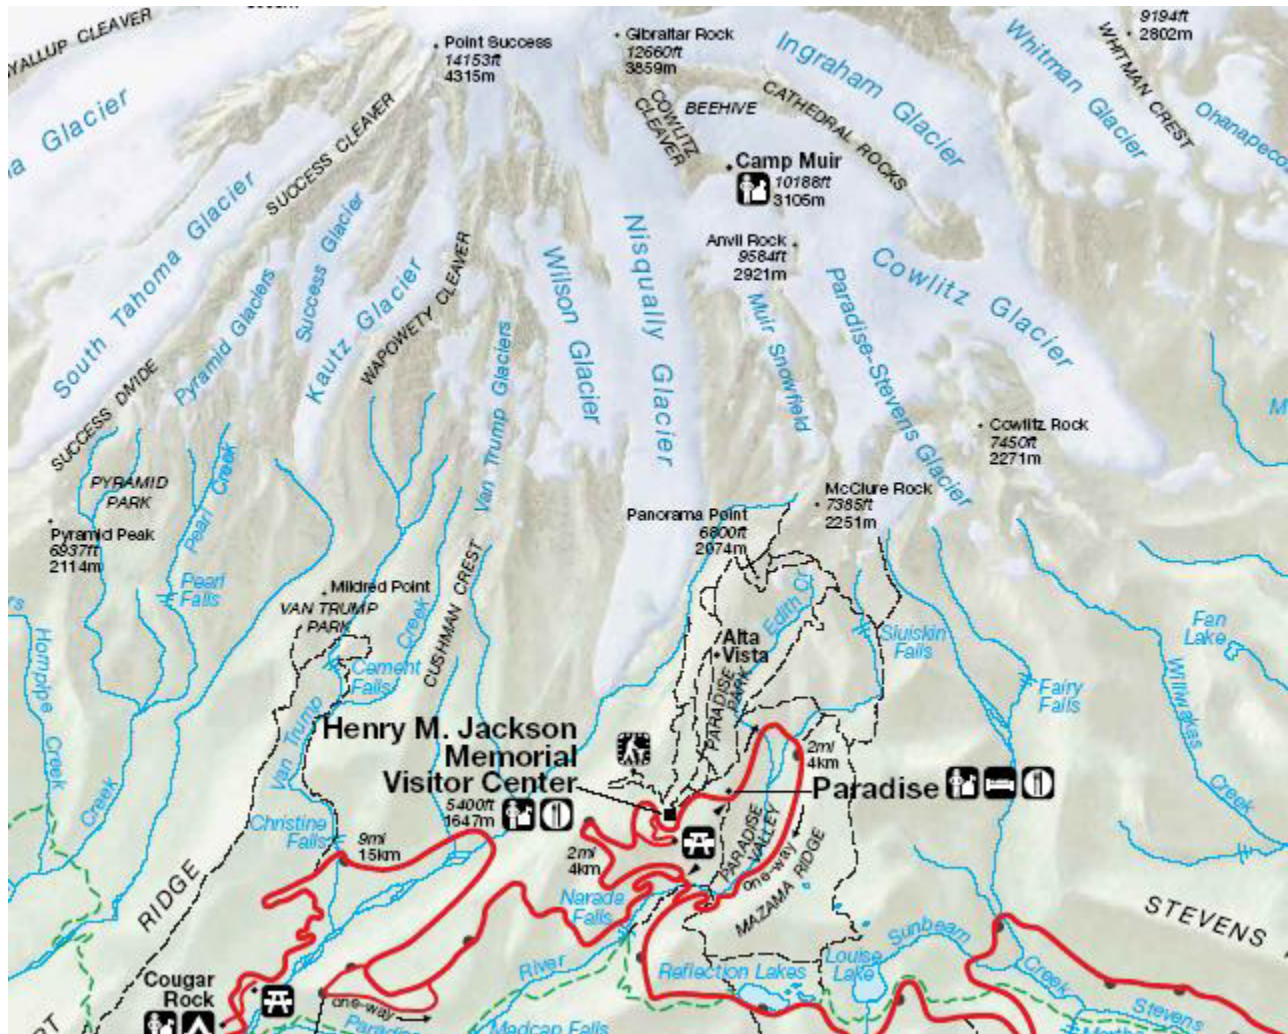 YALLUP CLEAVER
Point Success
14153ft
4315m
Gibraltar Rock
12660ft
3859m
Ingraham Glacier
Whitman Glacier
9194ft
2802m
WHITMAN CREST
Ohanapeco
a Glacier
SUCCESS CLEAVER
COWLITZ
CLEAVER
BEEHIVE
CATHEDRAL ROCKS
Camp Muir
10188ft
3105m
South Tahoma Glacier
Success Glacier
Pyramid Glaciers
Kautz Glacier
WAPOWETY CLEAVER
Wilson Glacier
Nisqually Glacier
Anvil Rock
9584ft
2921m
Muir Snowfield
Paradise-Stevens Glacier
Cowlitz Glacier
Van Trump Glaciers
SUCCESS DIVIDE
M
Cowlitz Rock
7450ft
2271m
PYRAMID
PARK
Pearl Creek
Pyramid Peak
6937ft
2114m
McClure Rock
7385ft
2251m
Panorama Point
6800ft
2074m
Pearl
Falls
Mildred Point
VAN TRUMP
PARK
Creek
CUSHMAN CREST
Edith Cr
Alta
Vista
Sluiskin
Falls
Fan
Lake
rs
Hornpipe Creek
Comet
Falls
PARADISE
PARK
Fairy
Falls
Williwakas Creek
Van Trump
Henry M. Jackson
Memorial
Visitor Center
5400ft
1647m
2mi
4km
Paradise
Creek
Christine
Falls
9mi
15km
2mi
4km
PARADISE
VALLEY
one-way
MAZAMA RIDGE
RIDGE
Narada
Falls
STEVENS
Sunbeam
Creek
River
Reflection Lakes
Louise
Lake
Cougar
Rock
one-way
Stevens
Madcap Falls